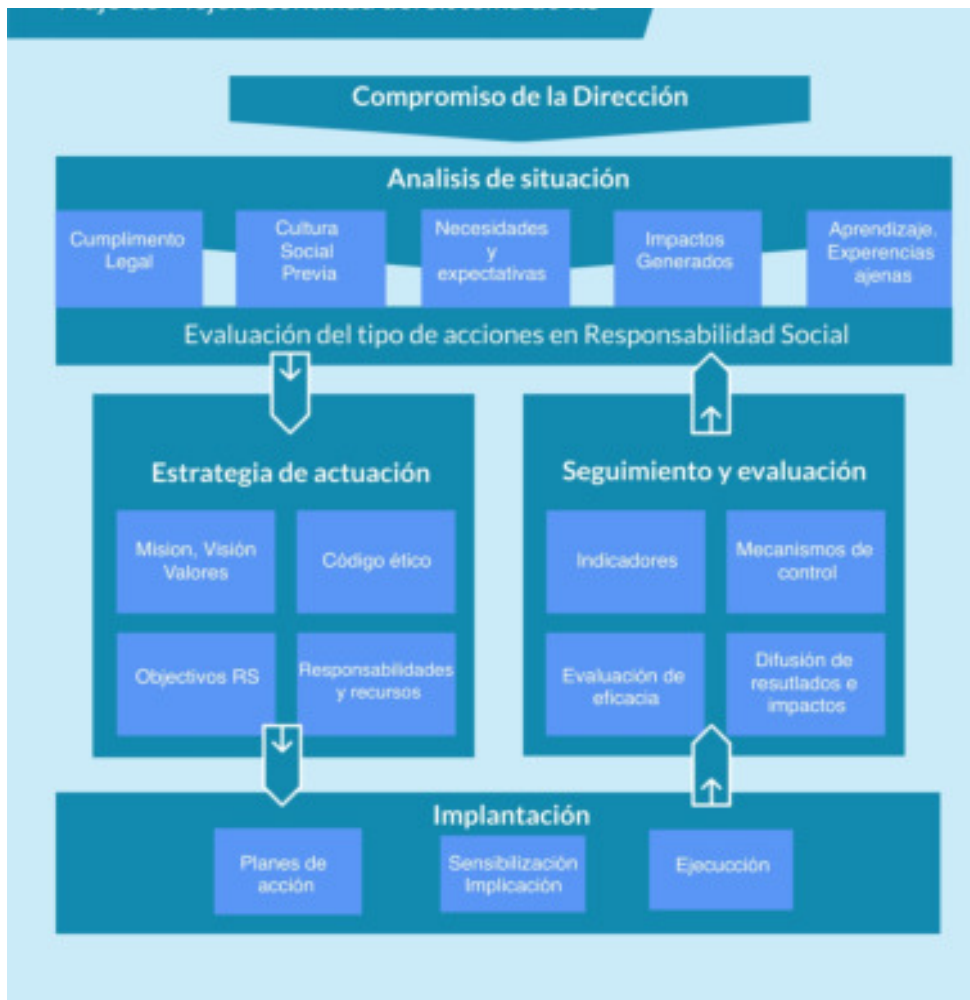 Compromiso de la Dirección
Analisis de situación
Cumplimento
Legal
Cultura
Social
Previa
Necesidades
y
expectativas
Impactos
Generados
Aprendizaje.
Experencias
ajenas
Evaluación del tipo de acciones en Responsabilidad Social
Estrategia de actuación
Mision, Visión
Valores
Código ético
Objectivos RS
Responsabilidades
y recursos
Seguimiento y evaluación
Indicadores
Mecanismos de
control
Evaluación de
eficacia
Difusión de
resutlados e
impactos
Implantación
Planes de
acción
Sensibilización
Implicación
Ejecucción